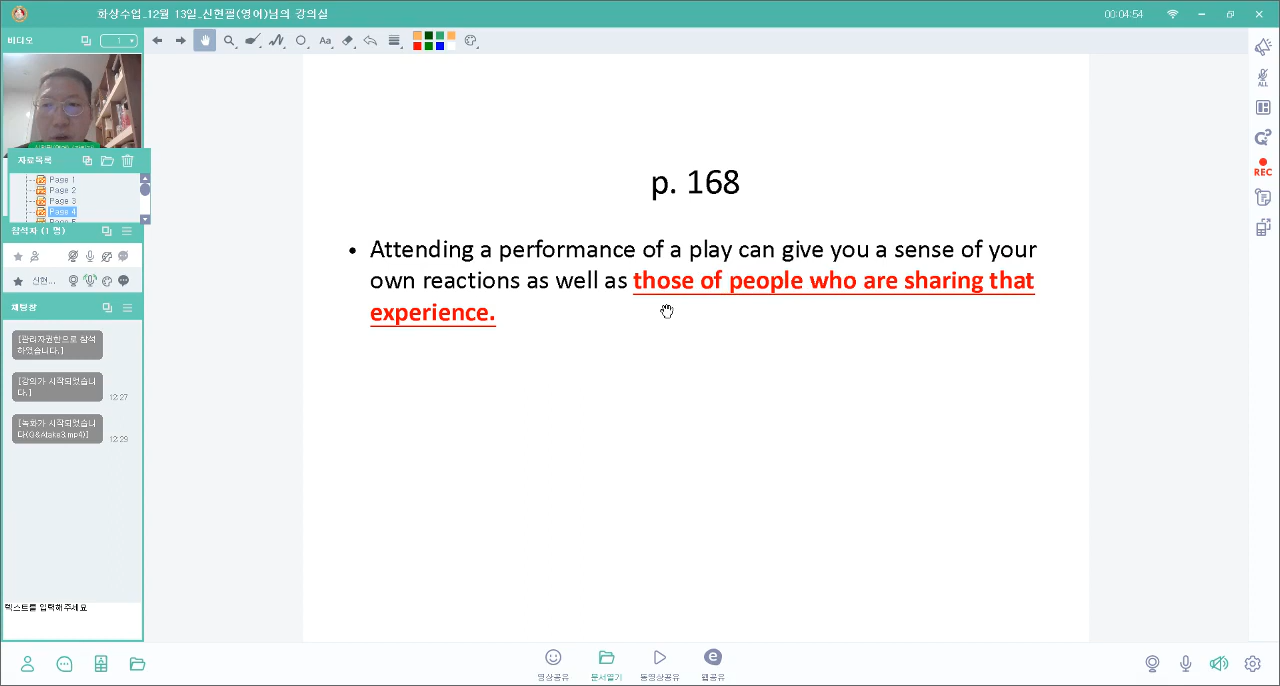 화상수업_12월 13일_신현필(영어)님의 강의실
00:04:54
비디오
1
Aa
ALL
REC
자료목록
Page 1
Page 2
Page 3
Page 4
참석자 (1 명)
신현...
채팅창
[관리자권한으로 참석
하였습니다.]
[강의가 시작되었습니
다.]
12:27
[녹화가 시작되었습니
다(Q&Atake3.mp4)]
12:29
텍스트를 입력해주세요
p. 168
• Attending a performance of a play can give you a sense of your
own reactions as well as those of people who are sharing that
experience.
영상공유
문서열기
동영상공유
웹공유